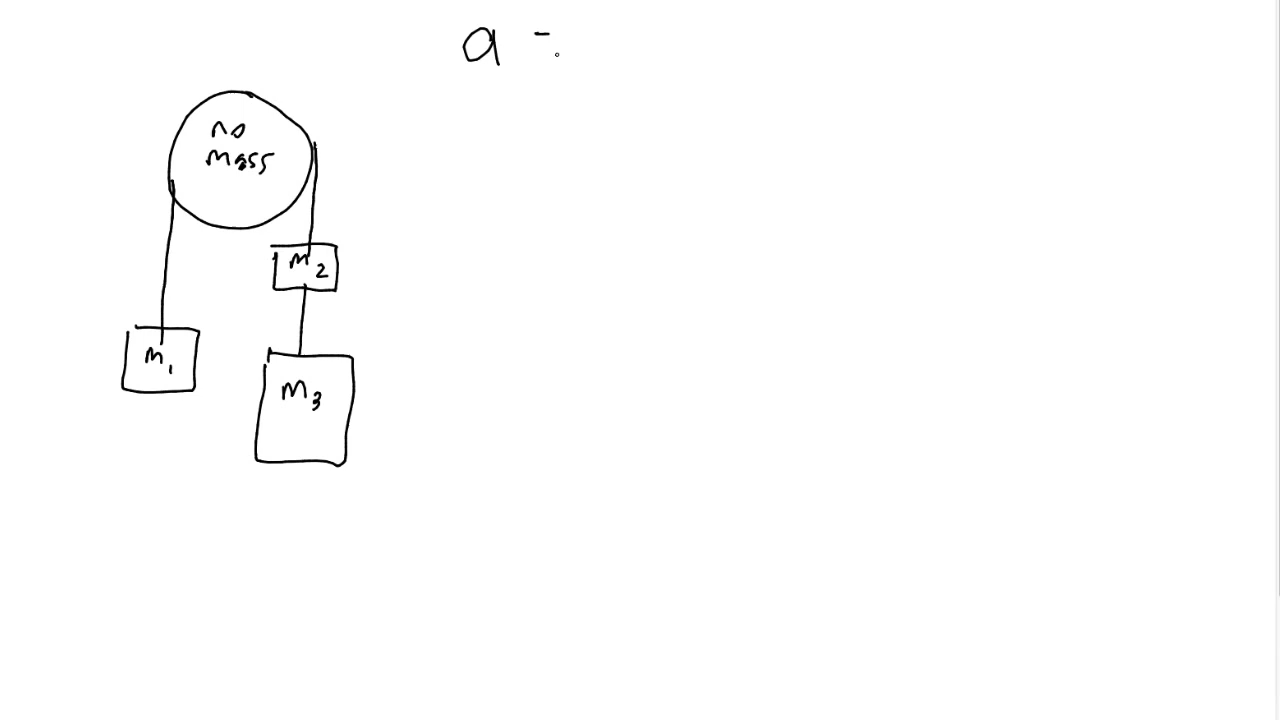 a =
no
mass
m₂
m₁
m₃